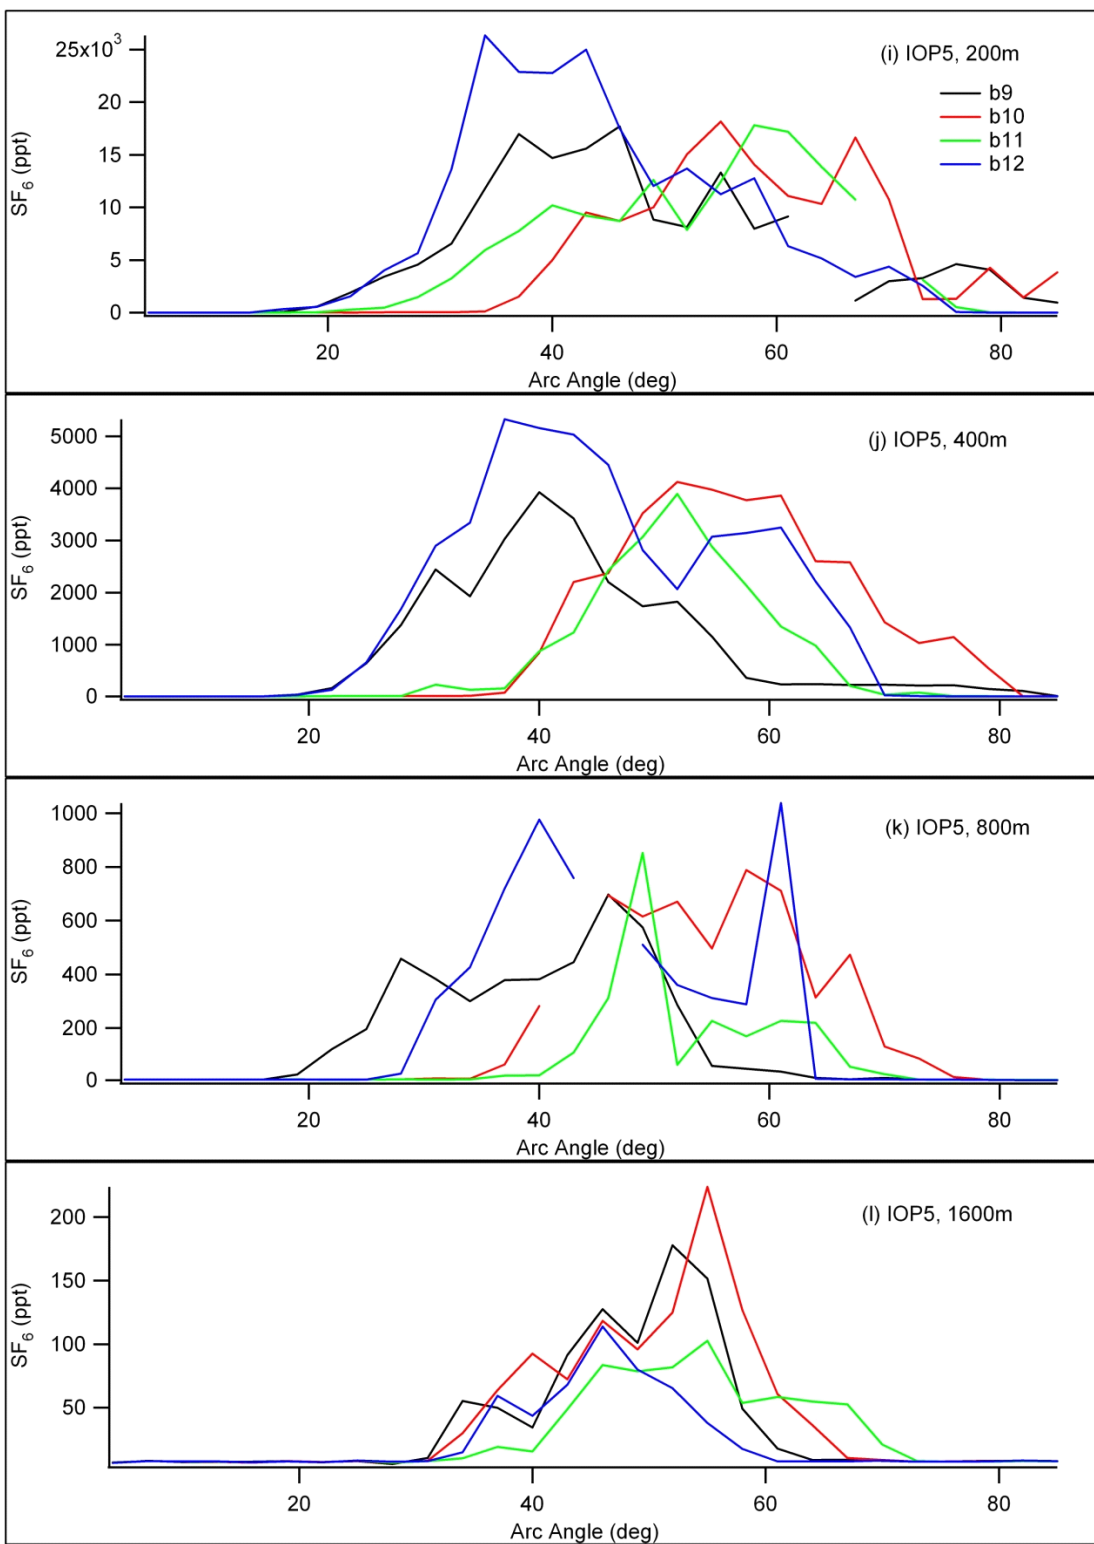 (i) IOP5, 200m
b9
b10
b11
b12
25x10³
20
15
10
5
0
SF₆ (ppt)
20 40 60 80
Arc Angle (deg)
(j) IOP5, 400m
5000
4000
3000
2000
1000
0
SF₆ (ppt)
20 40 60 80
Arc Angle (deg)
(k) IOP5, 800m
1000
800
600
400
200
0
SF₆ (ppt)
20 40 60 80
Arc Angle (deg)
(l) IOP5, 1600m
200
150
100
50
SF₆ (ppt)
20 40 60 80
Arc Angle (deg)